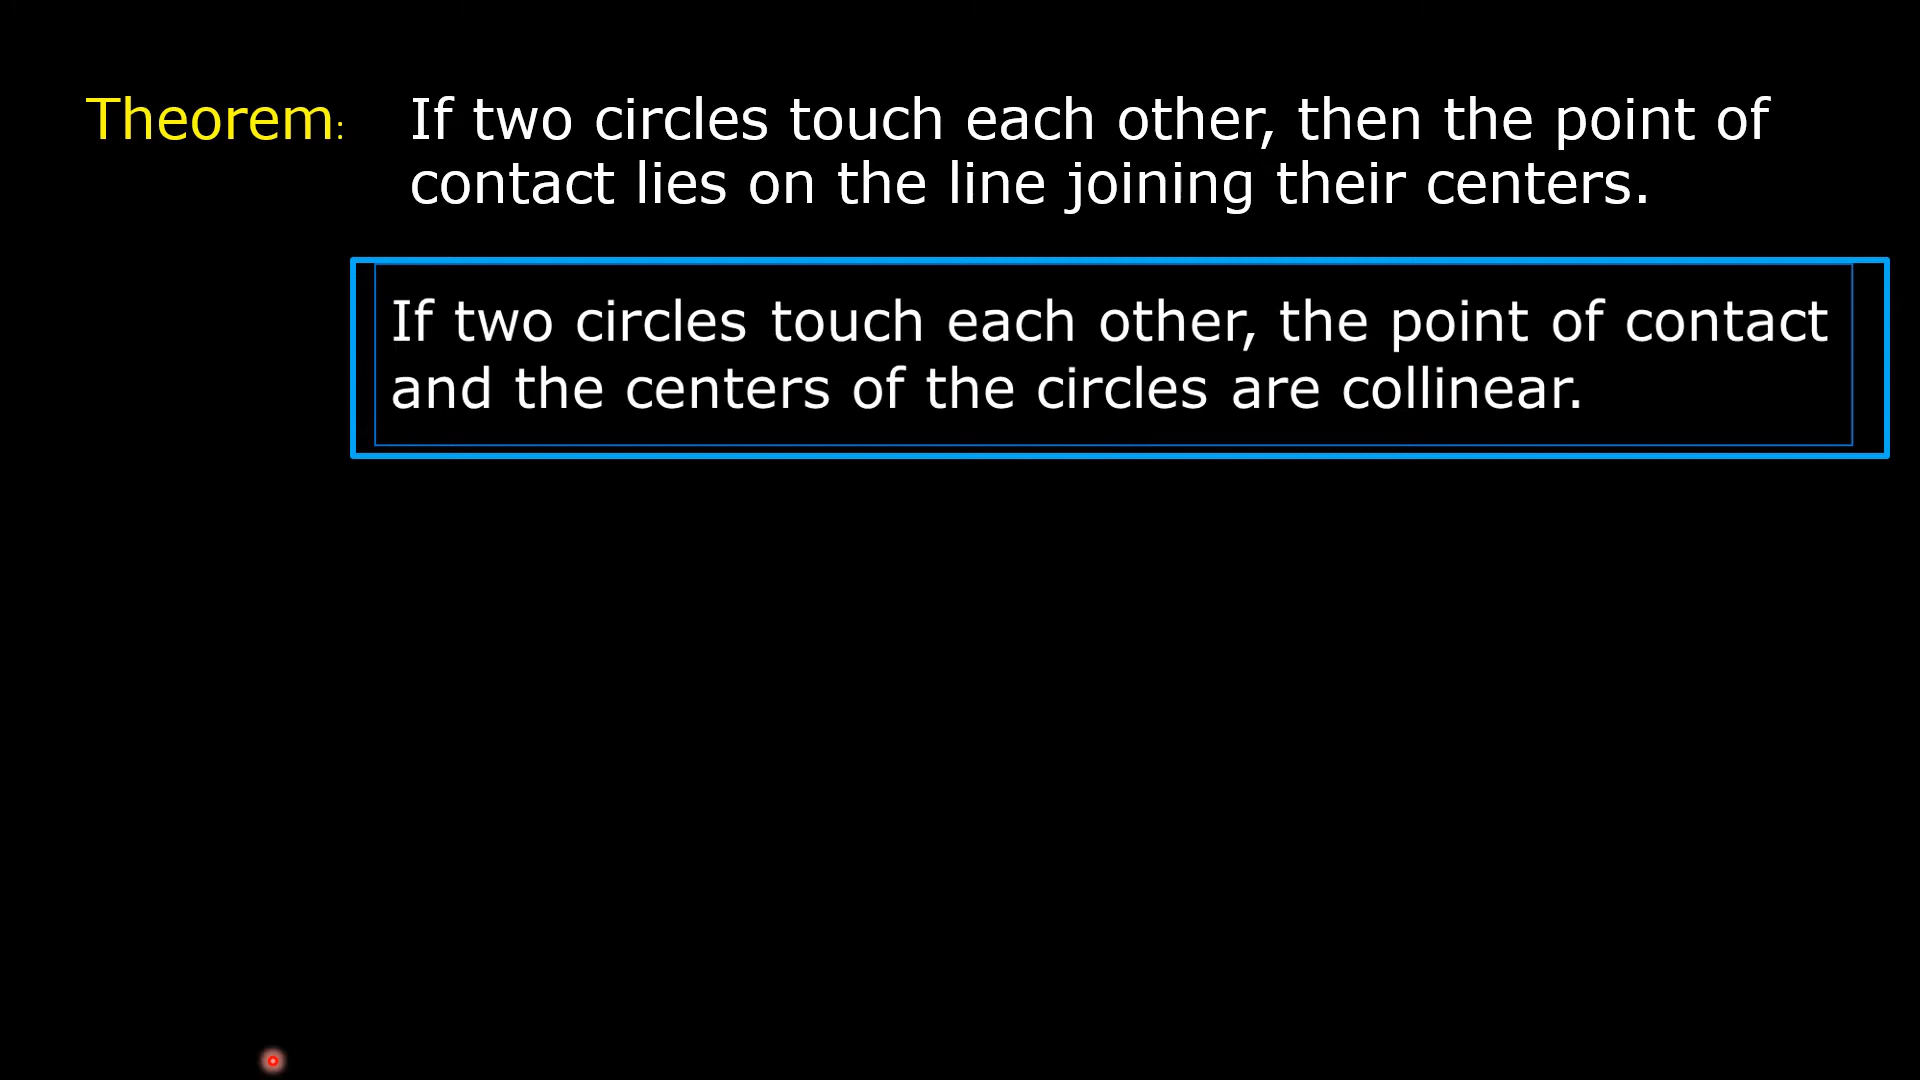 Theorem: If two circles touch each other, then the point of
contact lies on the line joining their centers.
If two circles touch each other, the point of contact
and the centers of the circles are collinear.